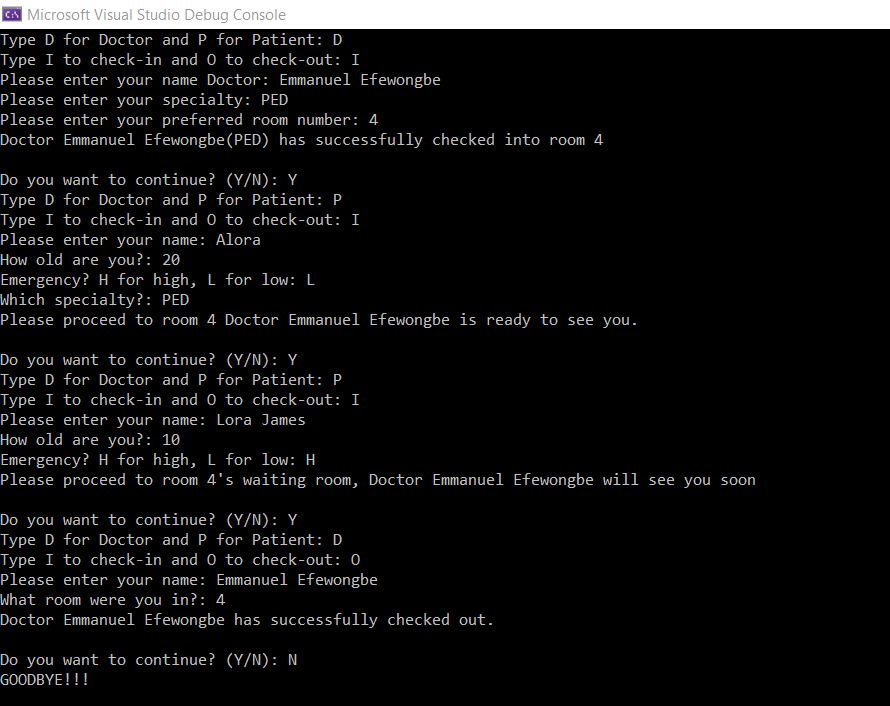 Microsoft Visual Studio Debug Console
Type D for Doctor and P for Patient: D
Type I to check-in and O to check-out: I
Please enter your name Doctor: Emmanuel Efewongbe
Please enter your specialty: PED
Please enter your preferred room number: 4
Doctor Emmanuel Efewongbe(PED) has successfully checked into room 4
Do you want to continue? (Y/N): Y
Type D for Doctor and P for Patient: P
Type I to check-in and O to check-out: I
Please enter your name: Alora
How old are you?: 20
Emergency? H for high, L for low: L
Which specialty?: PED
Please proceed to room 4 Doctor Emmanuel Efewongbe is ready to see you.
Do you want to continue? (Y/N): Y
Type D for Doctor and P for Patient: P
Type I to check-in and O to check-out: I
Please enter your name: Lora James
How old are you?: 10
Emergency? H for high, L for low: H
Please proceed to room 4's waiting room, Doctor Emmanuel Efewongbe will see you soon
Do you want to continue? (Y/N): Y
Type D for Doctor and P for Patient: D
Type I to check-in and O to check-out: O
Please enter your name: Emmanuel Efewongbe
What room were you in?: 4
Doctor Emmanuel Efewongbe has successfully checked out.
Do you want to continue? (Y/N): N
GOODBYE!!!